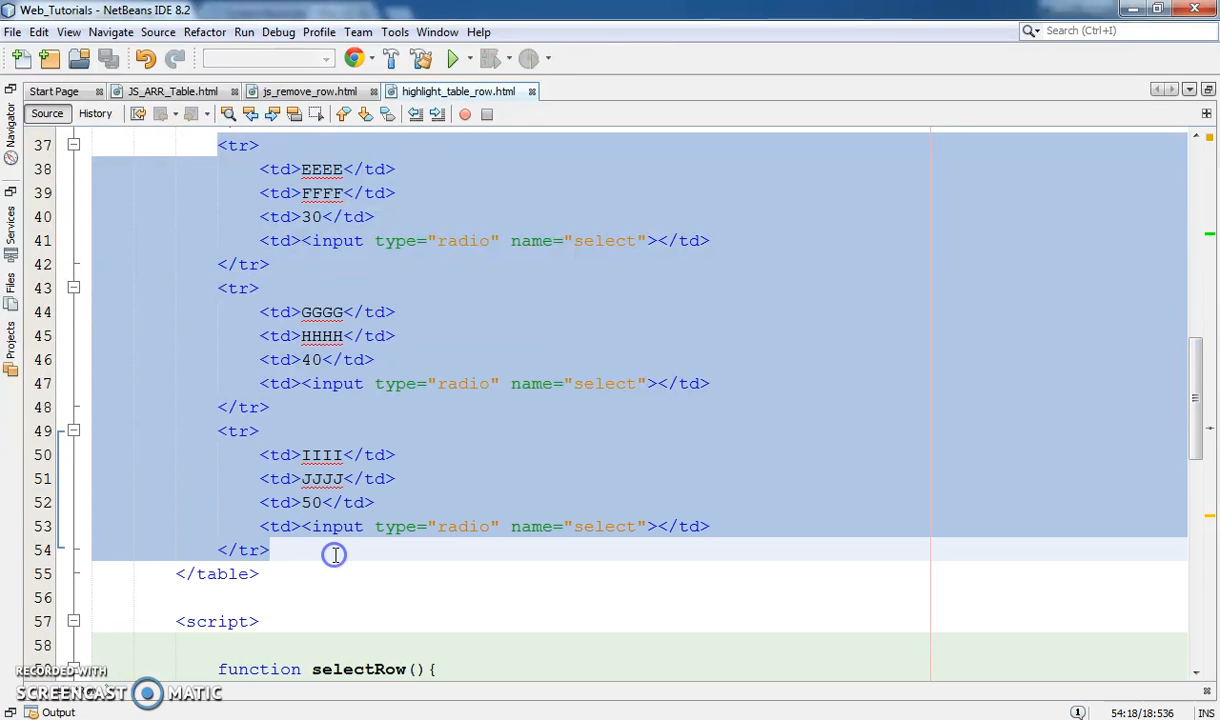 Web_Tutorials - NetBeans IDE 8.2
File Edit View Navigate Source Refactor Run Debug Profile Team Tools Window Help
Search (Ctrl+I)
Start Page JS_ARR_Table.html js_remove_row.html highlight_table_row.html
Source History
Navigator
Services
Files
Projects
37 <tr>
38 <td>EEEE</td>
39 <td>FFFF</td>
40 <td>30</td>
41 <td><input type="radio" name="select"></td>
42 </tr>
43 <tr>
44 <td>GGGG</td>
45 <td>HHHH</td>
46 <td>40</td>
47 <td><input type="radio" name="select"></td>
48 </tr>
49 <tr>
50 <td>IIII</td>
51 <td>JJJJ</td>
52 <td>50</td>
53 <td><input type="radio" name="select"></td>
54 </tr>
55 </table>
56
57 <script>
58
function selectRow(){
RECORDED WITH
SCREENCAST MATIC
Output
1 54:18/18:536 INS